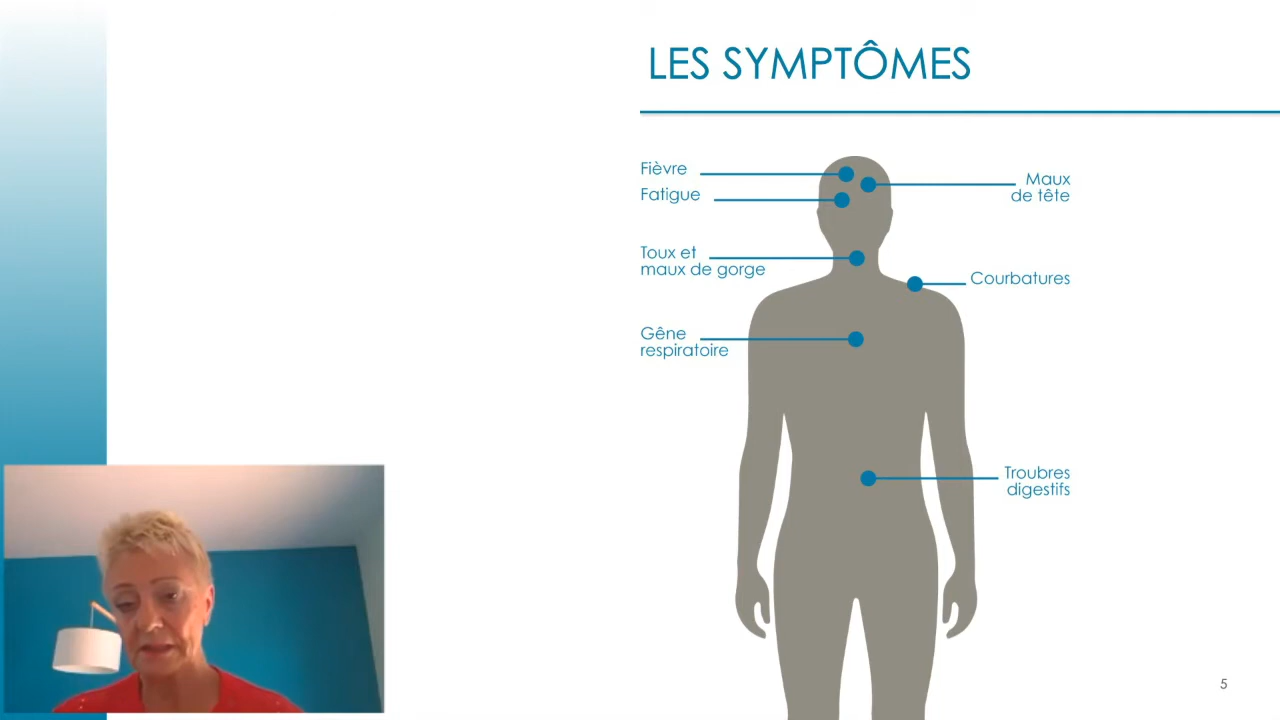 LES SYMPTÔMES
Fièvre
Fatigue
Maux
de tête
Toux et
maux de gorge
Courbatures
Gêne
respiratoire
Troubres
digestifs
5